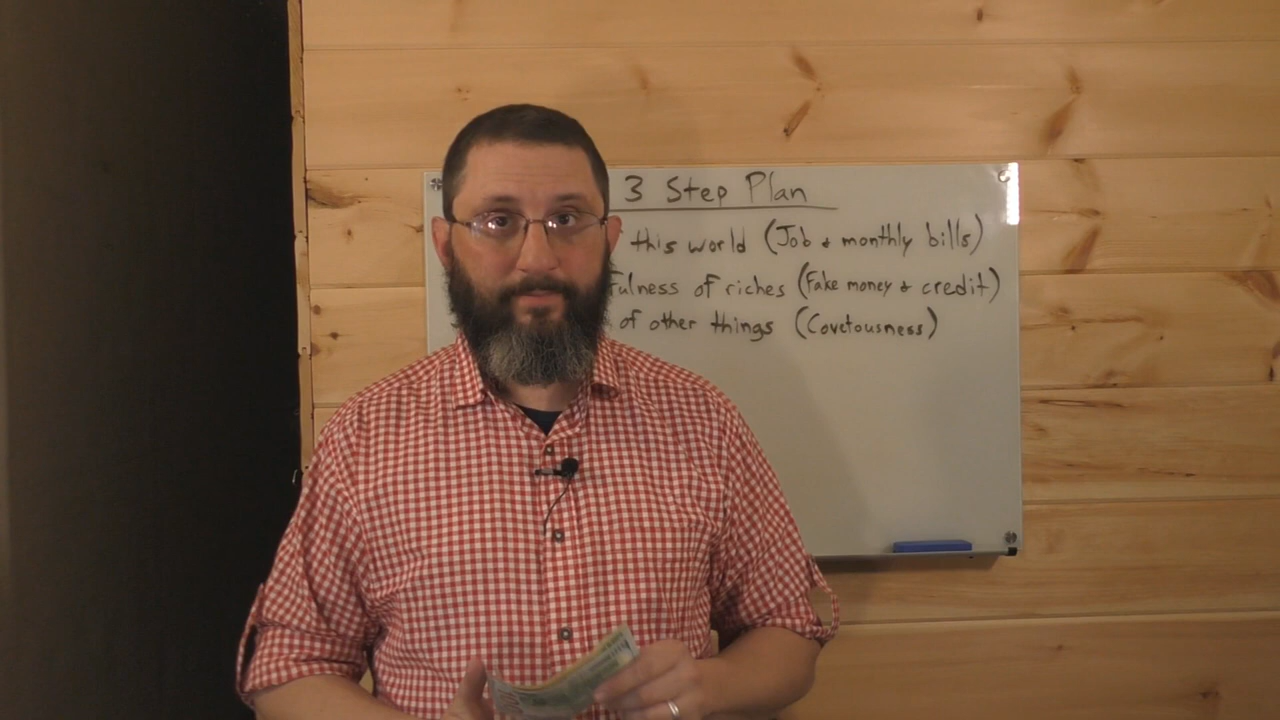 3 Step Plan
this world (Job & monthly bills)
fulness of riches (Fake money & credit)
of other things (Covetousness)